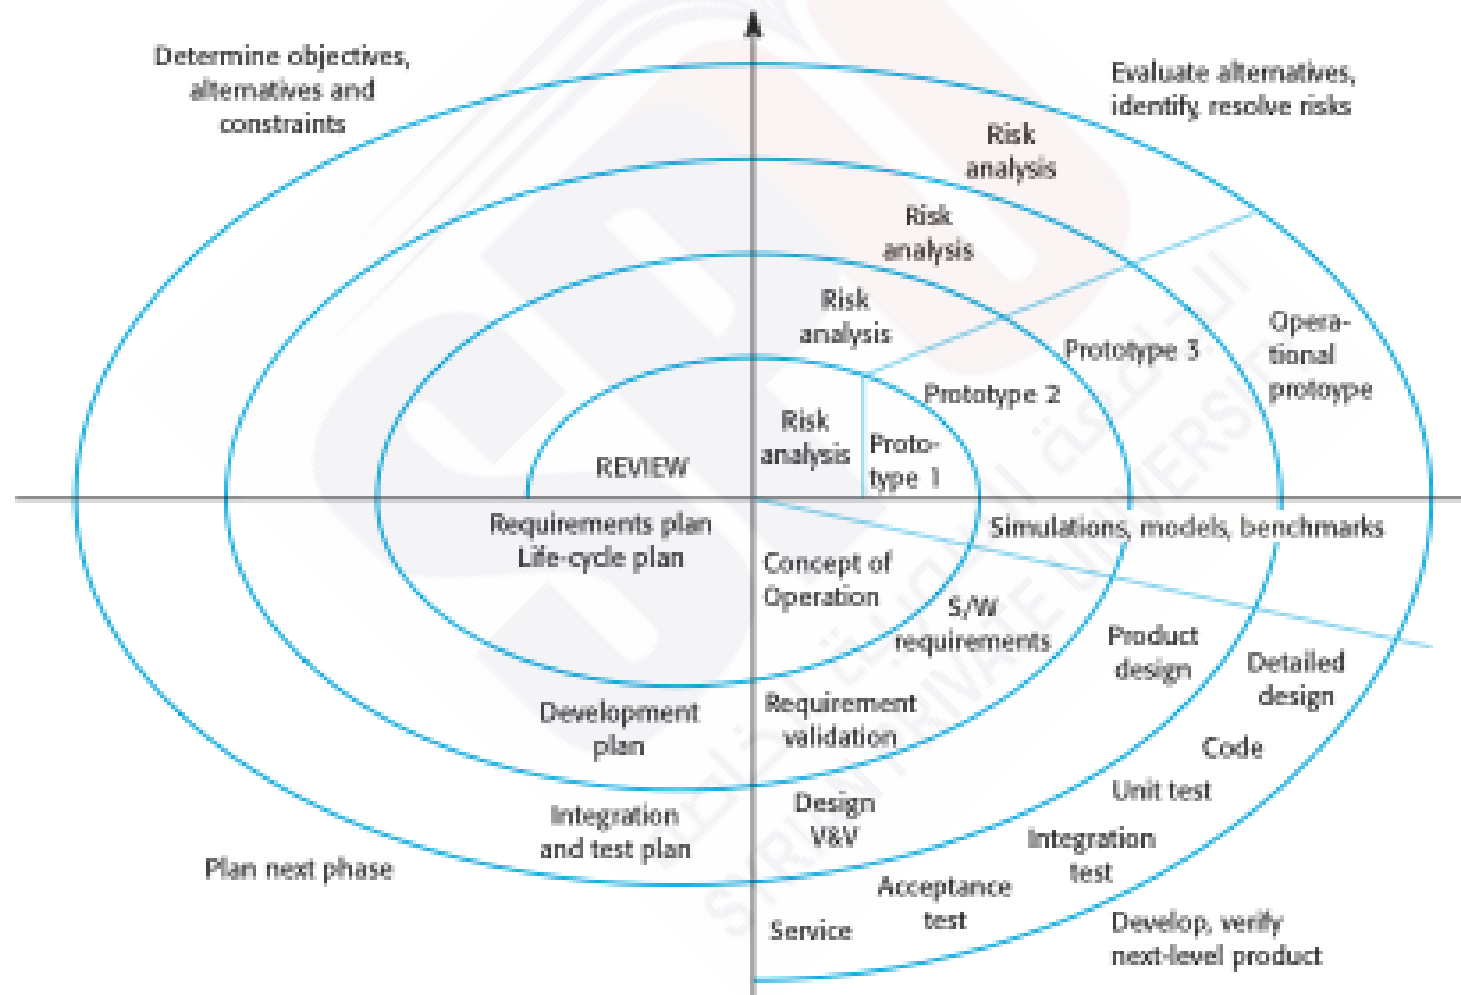 Determine objectives,
alternatives and
constraints
Evaluate alternatives,
identify, resolve risks
Risk
analysis
Risk
analysis
Risk
analysis
Risk
analysis
Proto-
type 1
Prototype 2
Prototype 3
Opera-
tional
protoype
REVIEW
Requirements plan
Life-cycle plan
Simulations, models, benchmarks
Concept of
Operation
S/W
requirements
Product
design
Detailed
design
Development
plan
Requirement
validation
Code
Unit test
Integration
and test plan
Design
V&V
Integration
test
Plan next phase
Acceptance
test
Service
Develop, verify
next-level product
PRIVATE UNIVERSITY